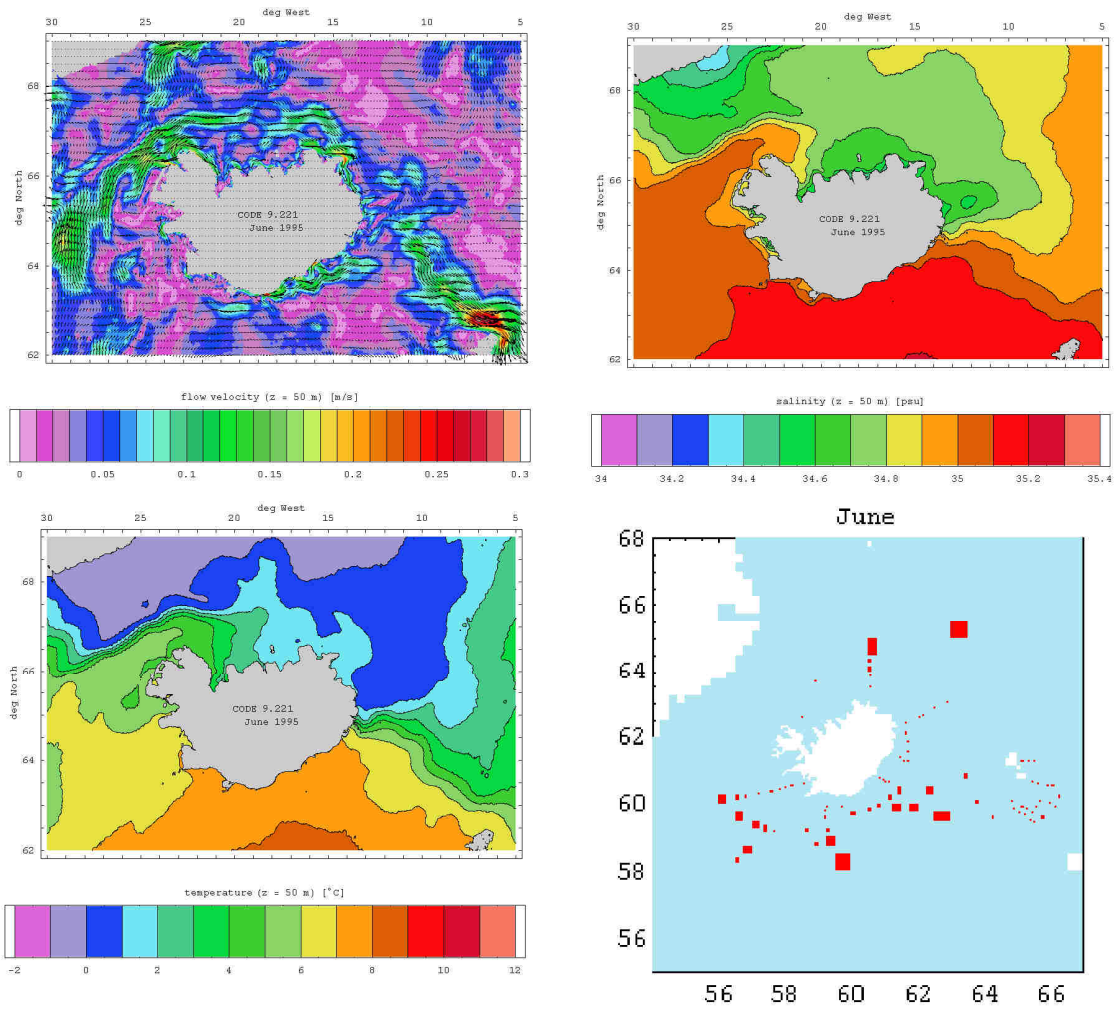 deg West
30 25 20 15 10 5
68
66
64
62
deg North
CODE 9.221
June 1995
flow velocity (z = 50 m) [m/s]
0 0.05 0.1 0.15 0.2 0.25 0.3
deg West
30 25 20 15 10 5
68
66
64
62
deg North
CODE 9.221
June 1995
salinity (z = 50 m) [psu]
34 34.2 34.4 34.6 34.8 35 35.2 35.4
deg West
30 25 20 15 10 5
68
66
64
62
deg North
CODE 9.221
June 1995
temperature (z = 50 m) [°C]
-2 0 2 4 6 8 10 12
June
68
66
64
62
60
58
56
56 58 60 62 64 66